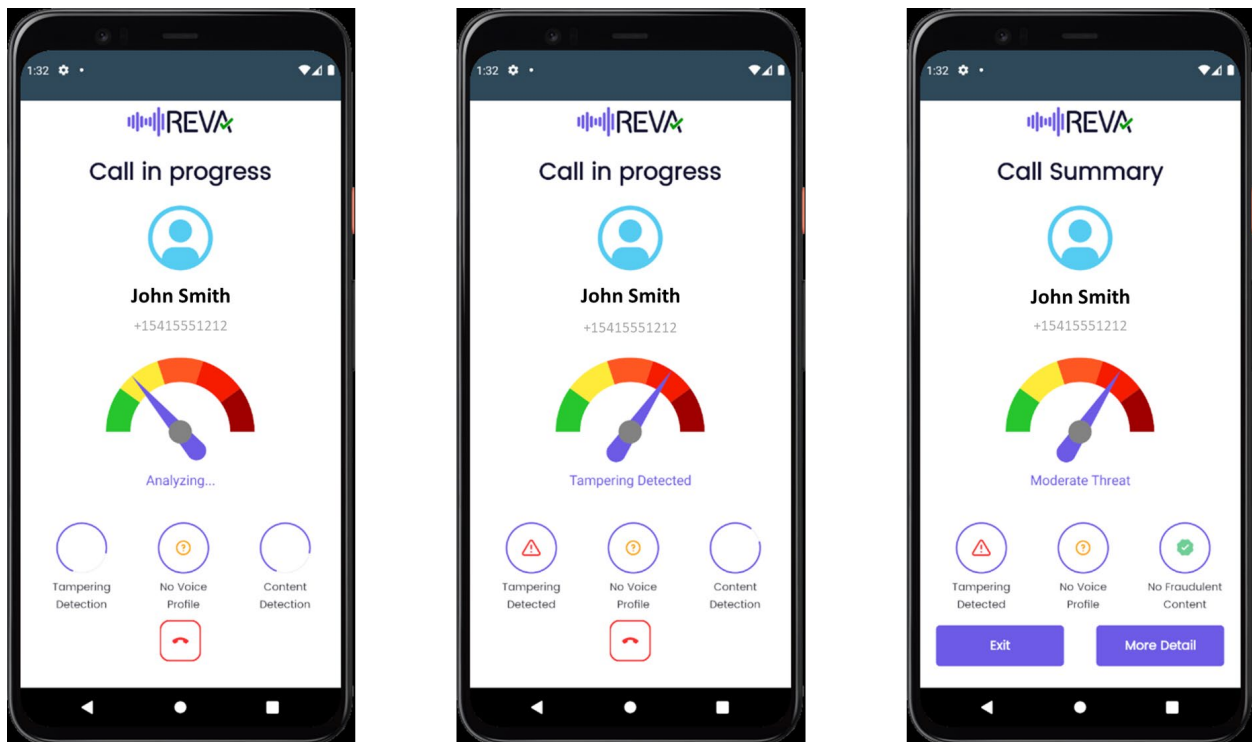 1:32
REVA
Call in progress
John Smith
+15415551212
Analyzing...
Tampering
Detection
No Voice
Profile
Content
Detection
1:32
REVA
Call in progress
John Smith
+15415551212
Tampering Detected
Tampering
Detected
No Voice
Profile
Content
Detection
1:32
REVA
Call Summary
John Smith
+15415551212
Moderate Threat
Tampering
Detected
No Voice
Profile
No Fraudulent
Content
Exit
More Detail